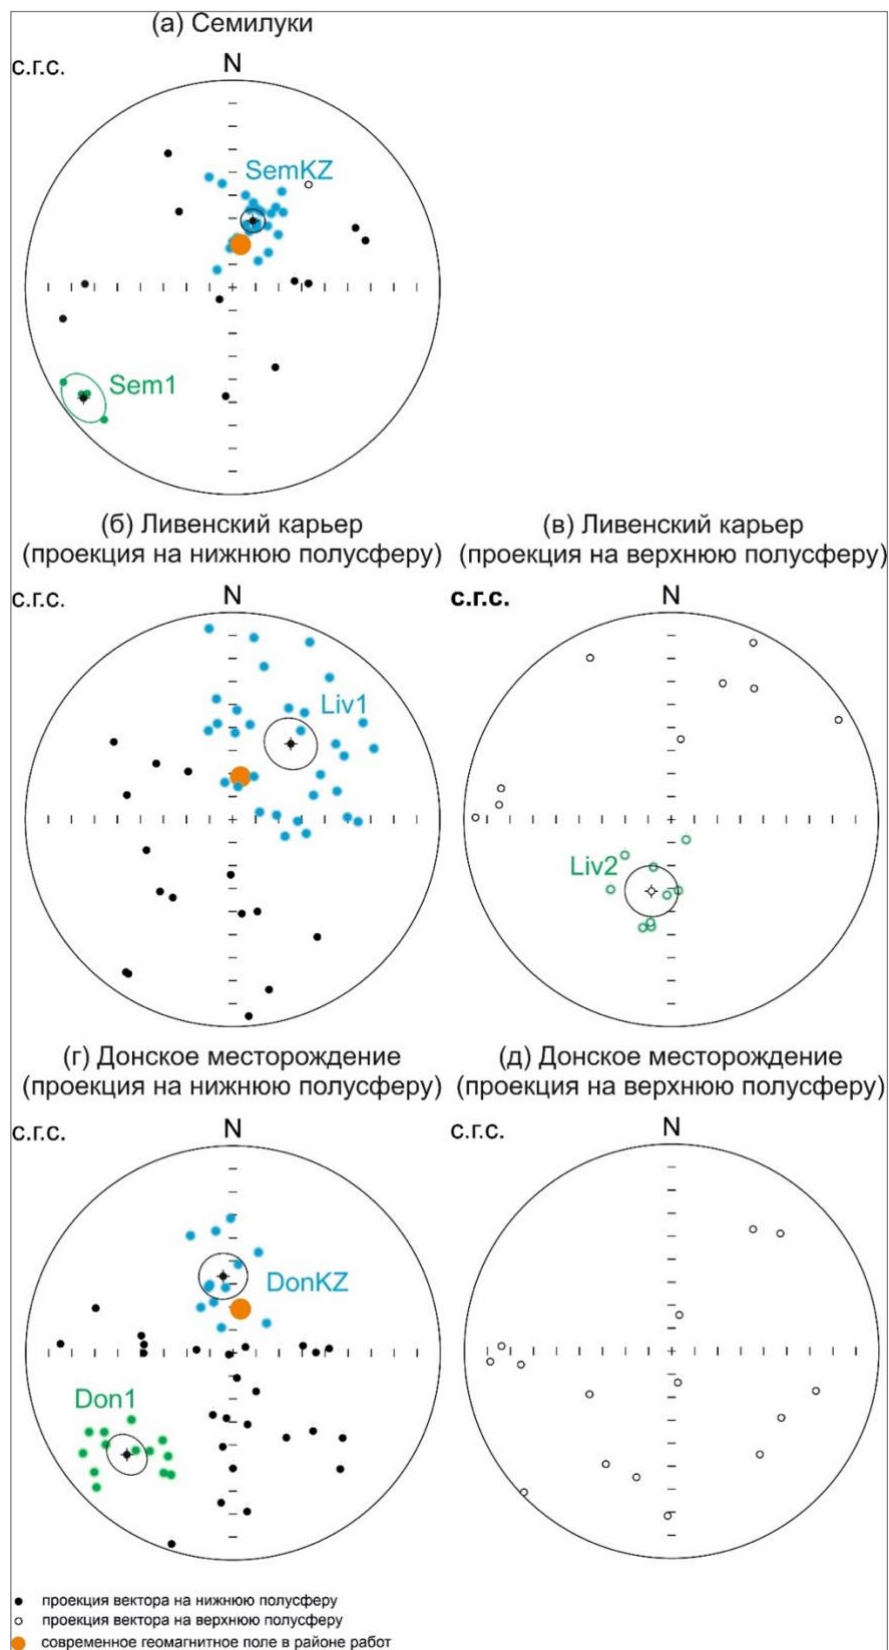 (а) Семилуки
с.г.с.
N
SemKZ
Sem1
(б) Ливенский карьер
(проекция на нижнюю полусферу)
(в) Ливенский карьер
(проекция на верхнюю полусферу)
с.г.с.
N
с.г.с.
N
Liv1
Liv2
(г) Донское месторождение
(проекция на нижнюю полусферу)
(д) Донское месторождение
(проекция на верхнюю полусферу)
с.г.с.
N
с.г.с.
N
DonKZ
Don1
проекция вектора на нижнюю полусферу
проекция вектора на верхнюю полусферу
современное геомагнитное поле в районе работ